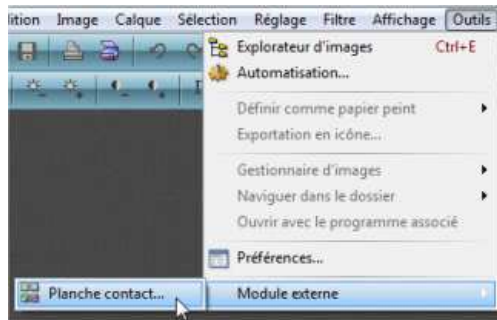 ition Image Calque Sélection Réglage Filtre Affichage Outils
Explorateur d'images Ctrl+E
Automatisation...
Définir comme papier peint
Exportation en icône...
Gestionnaire d'images
Naviguer dans le dossier
Ouvrir avec le programme associé
Préférences...
Planche contact... Module externe